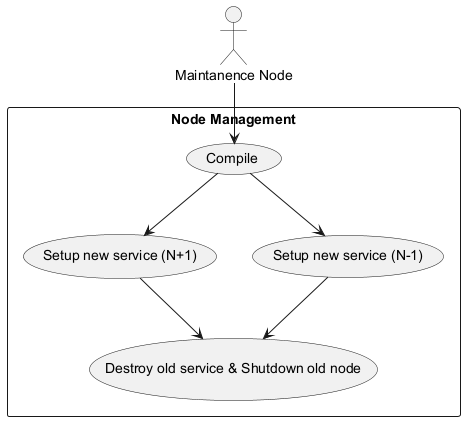 Maintanence Node
Node Management
Compile
Setup new service (N+1)
Setup new service (N-1)
Destroy old service & Shutdown old node